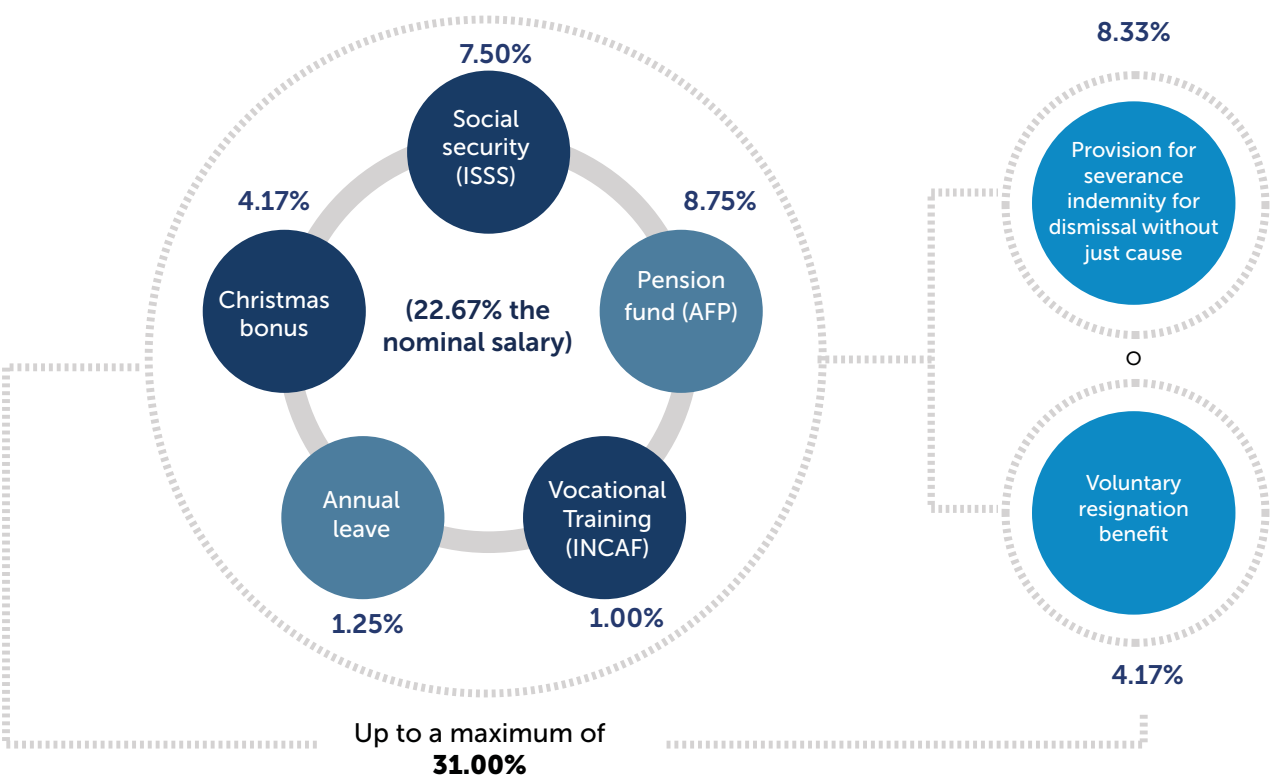 7.50%
Social
security
(ISSS)
8.75%
Pension
fund (AFP)
Vocational
Training
(INCAF)
1.00%
Annual
leave
1.25%
4.17%
Christmas
bonus
(22.67% the
nominal salary)
8.33%
Provision for
severance
indemnity for
dismissal without
just cause
O
Voluntary
resignation
benefit
4.17%
Up to a maximum of
31.00%